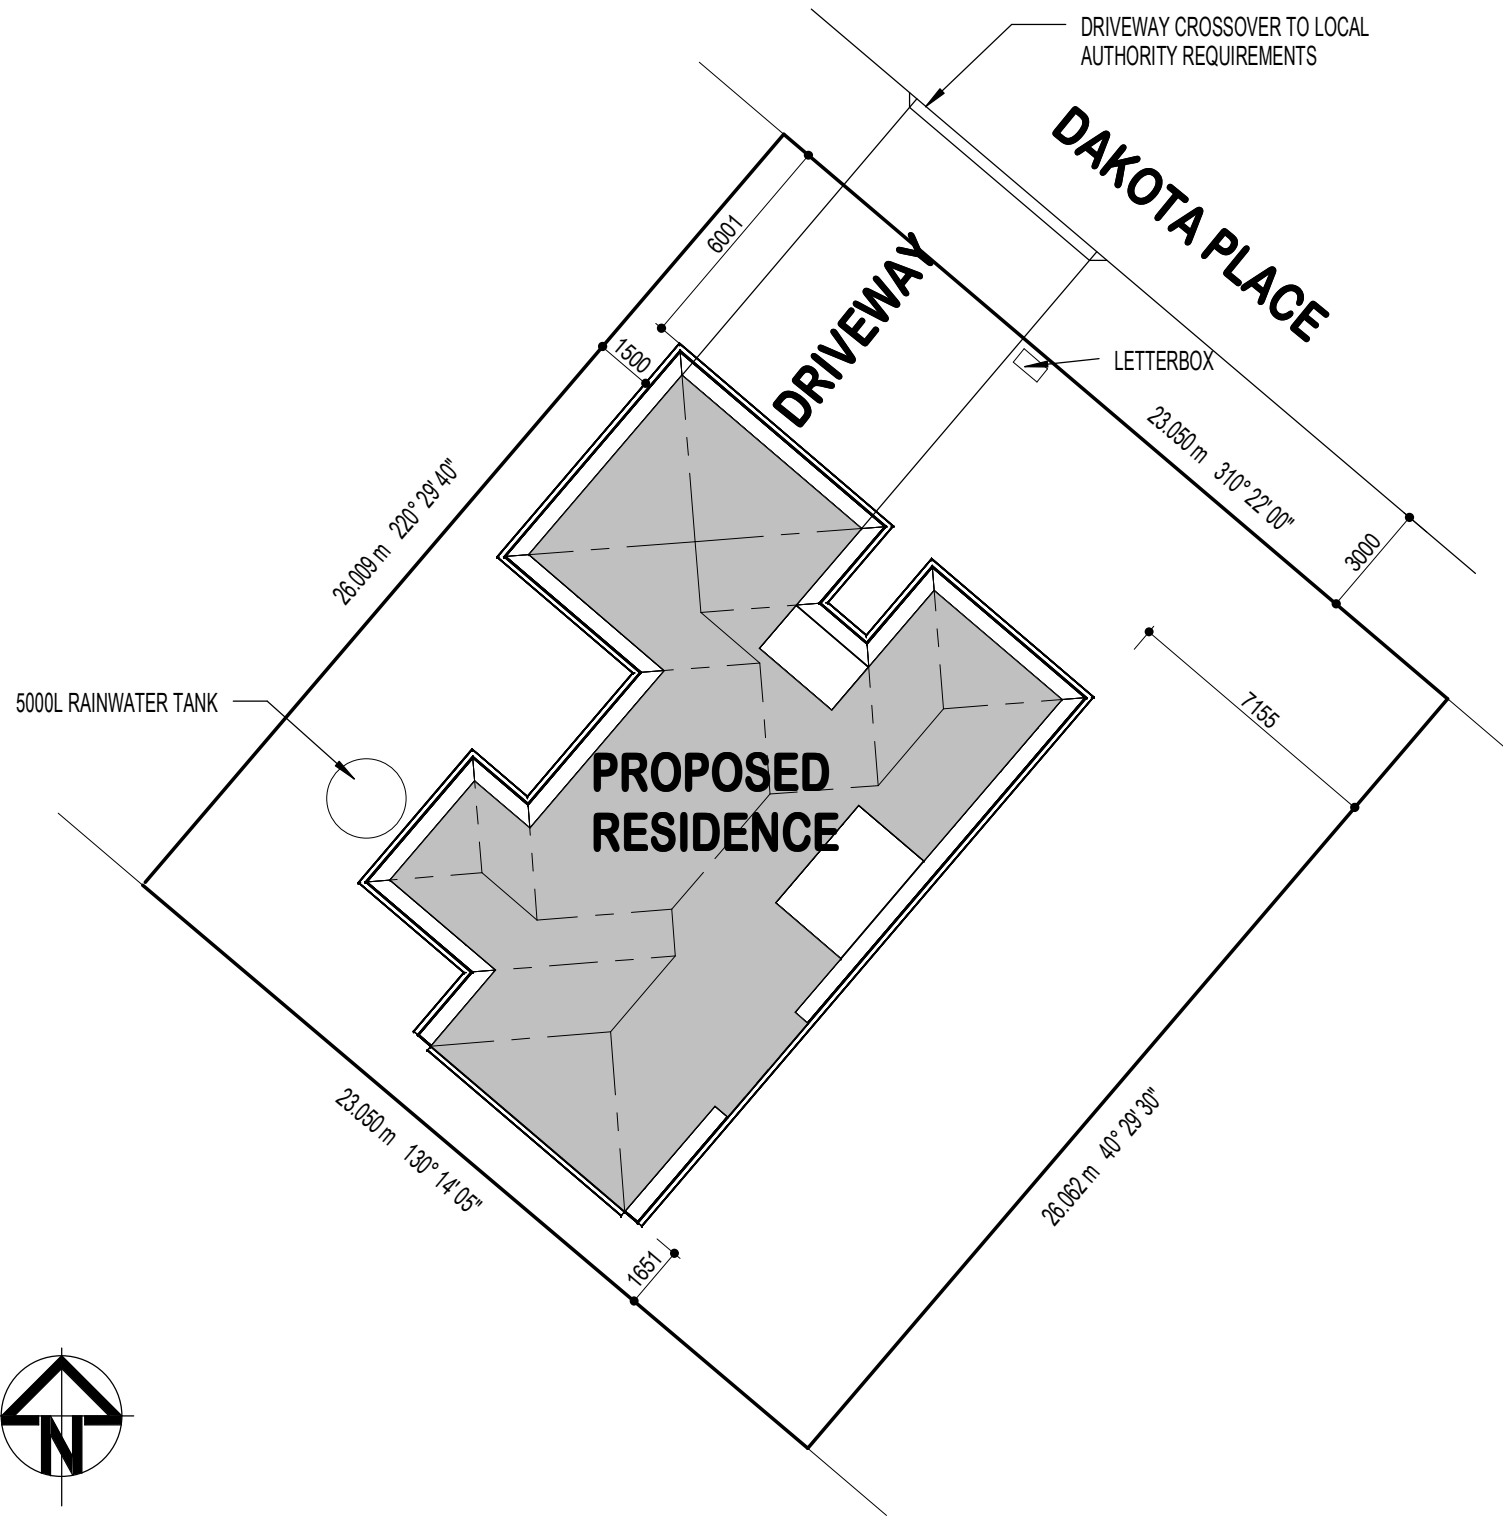 DRIVEWAY CROSSOVER TO LOCAL
AUTHORITY REQUIREMENTS
DAKOTA PLACE
6001
DRIVEWAY
1500
LETTERBOX
23.050 m 310° 22' 00"
26.009 m 220° 29' 40"
3000
5000L RAINWATER TANK
7155
PROPOSED
RESIDENCE
23.050 m 130° 14' 05"
26.062 m 40° 29' 30"
1651
N